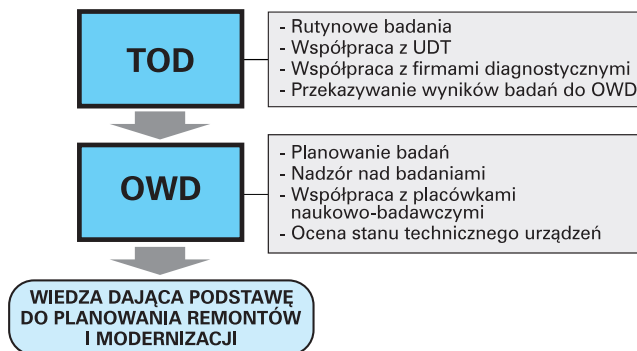 TOD
- Rutynowe badania
- Współpraca z UDT
- Współpraca z firmami diagnostycznymi
- Przekazywanie wyników badań do OWD
OWD
- Planowanie badań
- Nadzór nad badaniami
- Współpraca z placówkami
naukowo-badawczymi
- Ocena stanu technicznego urządzeń
WIEDZA DAJĄCA PODSTAWĘ
DO PLANOWANIA REMONTÓW
I MODERNIZACJI